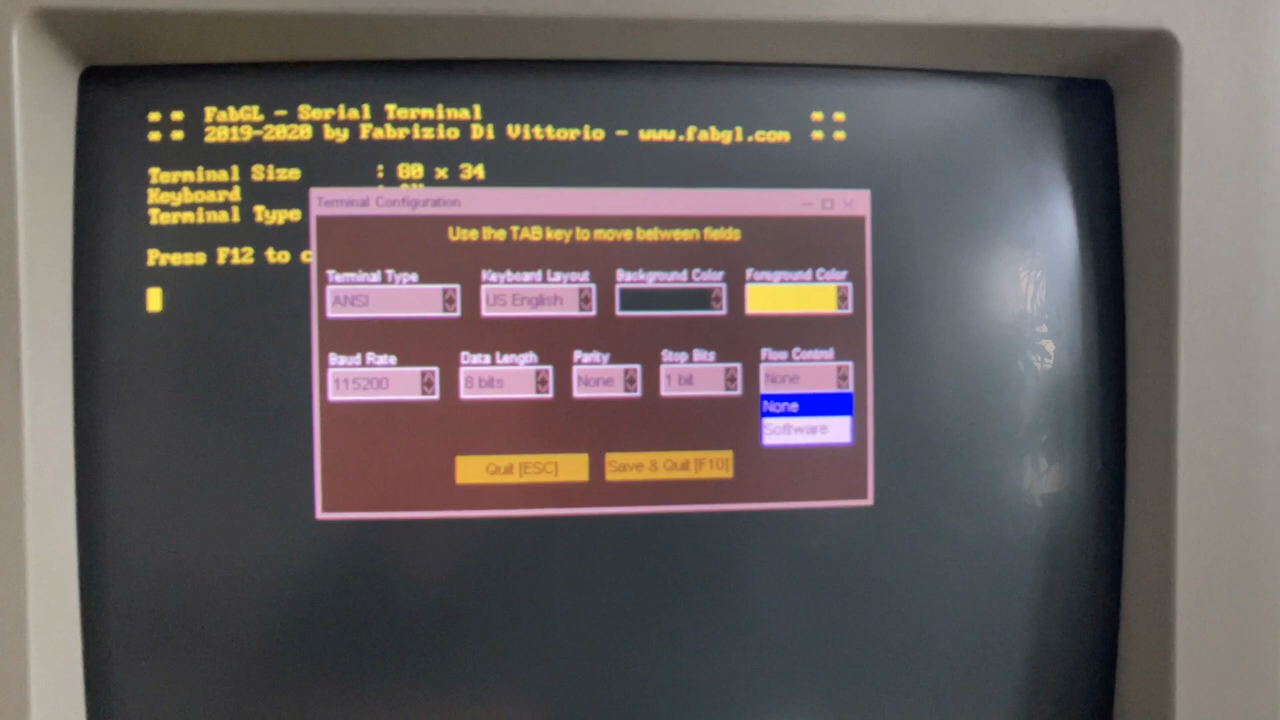 * * FabGL - Serial Terminal * *
* * 2019-2020 by Fabrizio Di Vittorio - www.fabgl.com * *
Terminal Size : 80 x 34
Keyboard :
Terminal Type
Press F12 to c
Terminal Configuration
Use the TAB key to move between fields
Terminal Type Keyboard Layout Background Color Foreground Color
ANSI US English
Baud Rate Data Length Parity Stop Bits Flow Control
115200 8 bits None 1 bit None
None
Software
Quit [ESC] Save & Quit [F10]